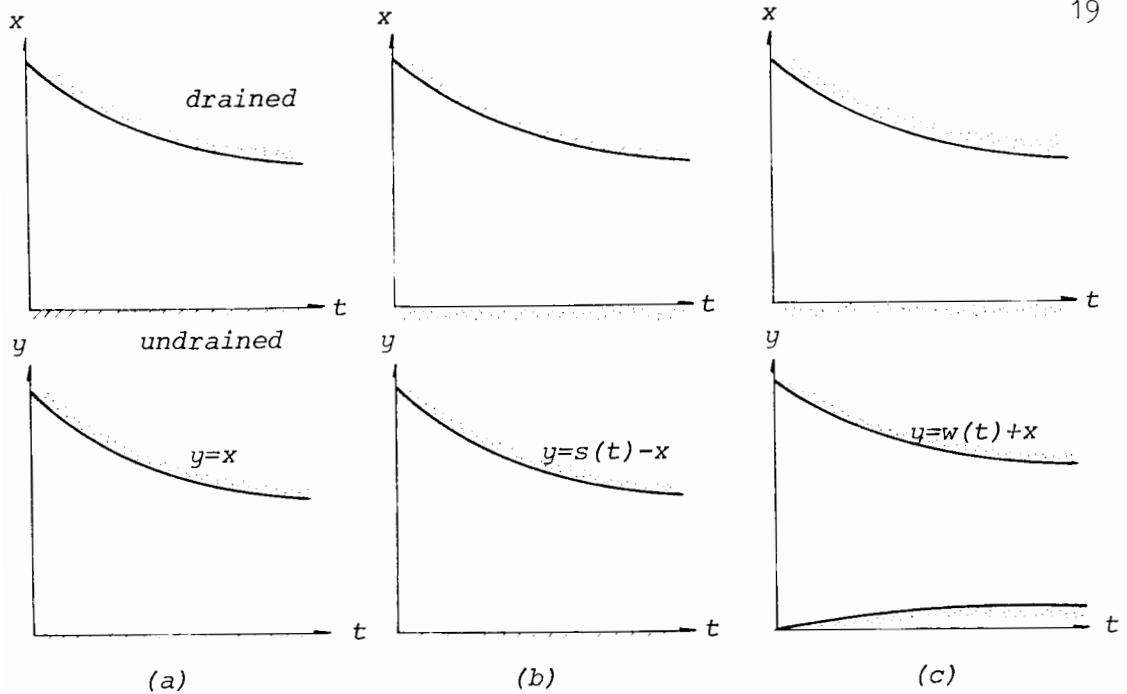 19
x
x
x
drained
t
t
t
undrained
y
y
y
y=x
y=s(t)-x
y=w(t)+x
t
t
t
(a)
(b)
(c)